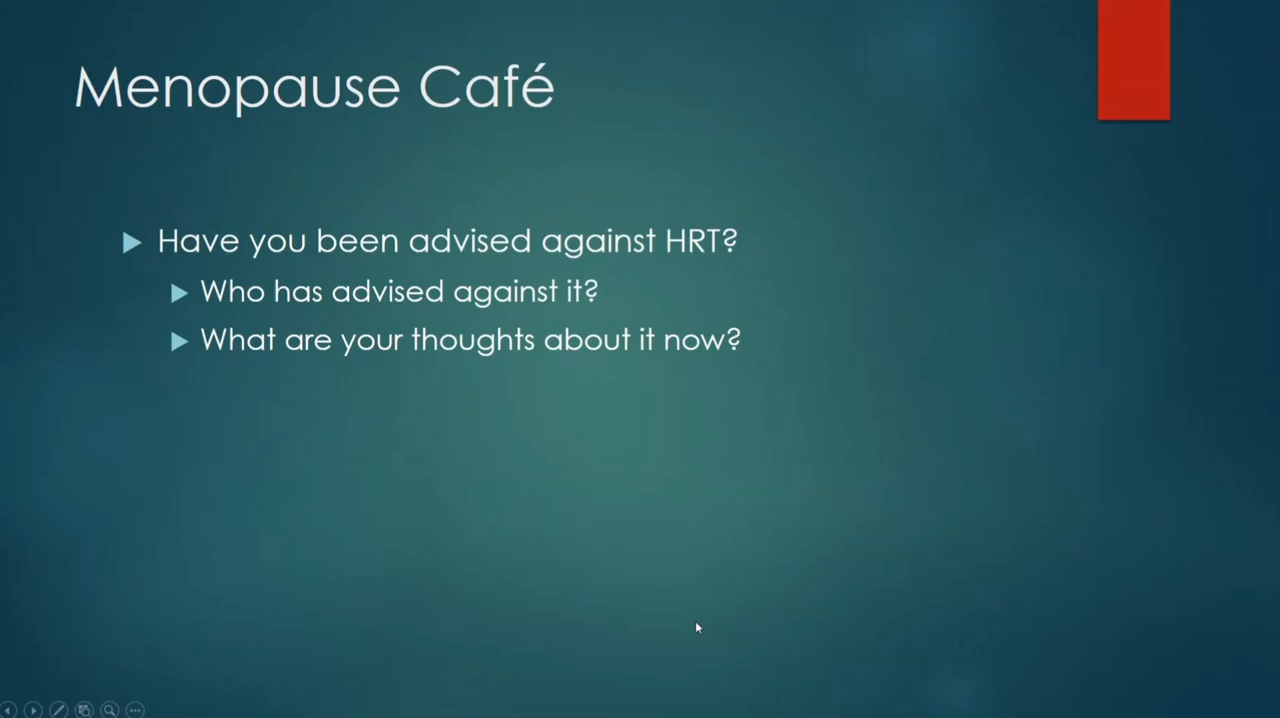 Menopause Café
Have you been advised against HRT?
Who has advised against it?
What are your thoughts about it now?